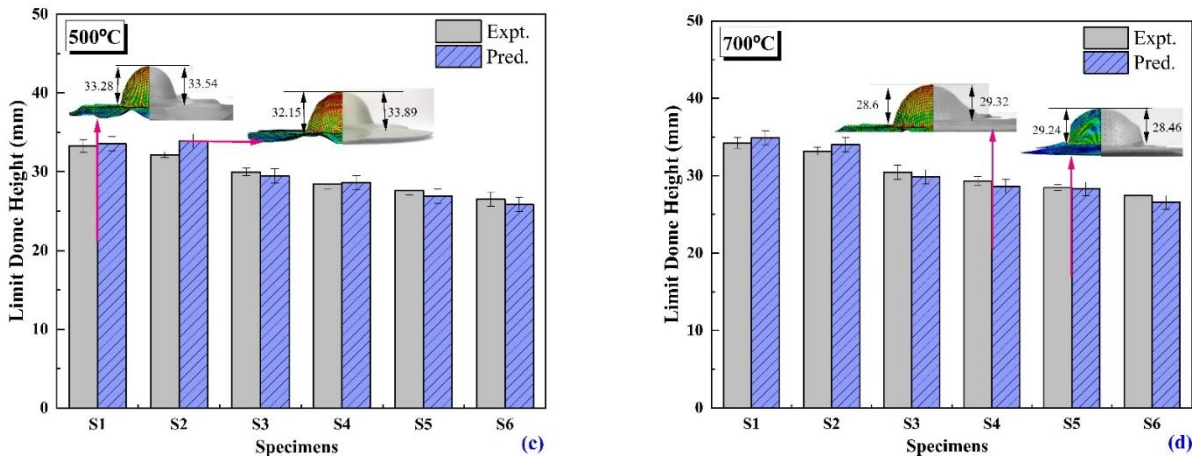 50
500°C
Expt.
Pred.
40
33.28
33.54
32.15
33.89
30
20
10
0
Limit Dome Height (mm)
S1 S2 S3 S4 S5 S6
Specimens
(c)
50
700°C
Expt.
Pred.
40
28.6
29.32
29.24
28.46
30
20
10
0
Limit Dome Height (mm)
S1 S2 S3 S4 S5 S6
Specimens
(d)